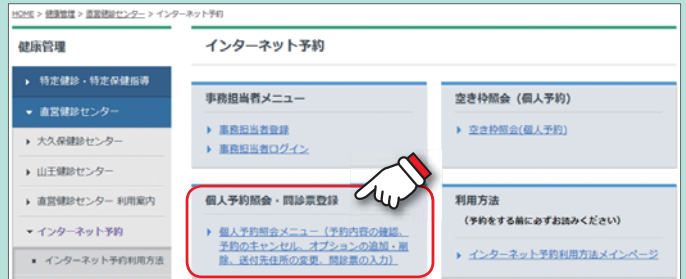 HOME > 健康管理 > 直営健診センター > インターネット予約
健康管理
特定健診・特定保健指導
直営健診センター
大久保健診センター
山王健診センター
直営健診センター 利用案内
インターネット予約
インターネット予約利用方法
インターネット予約
事務担当者メニュー
事務担当者登録
事務担当者ログイン
空き枠照会（個人予約）
空き枠照会(個人予約)
個人予約照会・問診票登録
個人予約照会メニュー（予約内容の確認、
予約のキャンセル、オプションの追加・削
除、送付先住所の変更、問診票の入力）
利用方法
（予約をする前に必ずお読みください）
インターネット予約利用方法メインページ